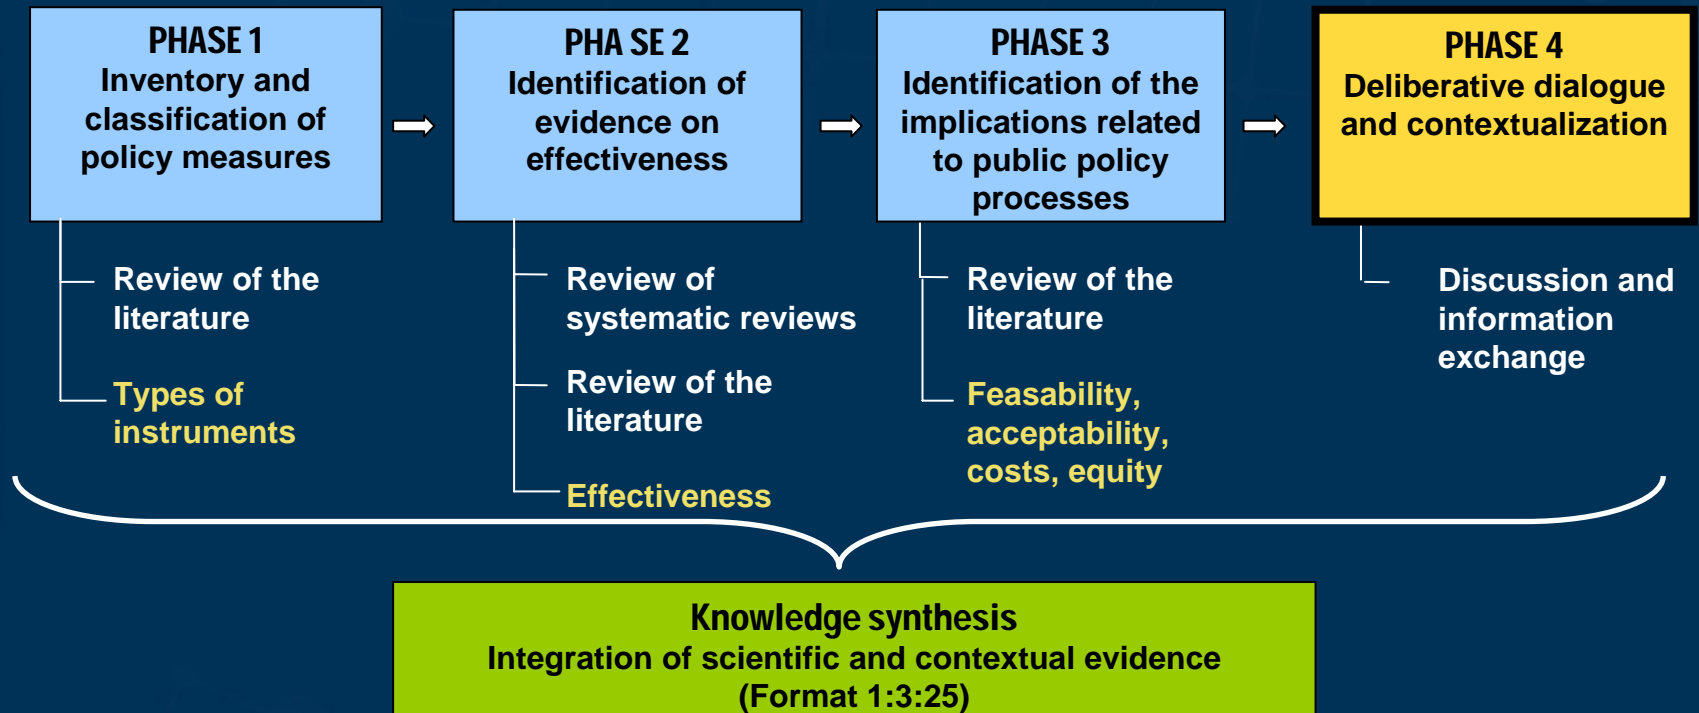 PHASE 1
Inventory and
classification of
policy measures
PHA SE 2
Identification of
evidence on
effectiveness
PHASE 3
Identification of the
implications related
to public policy
processes
PHASE 4
Deliberative dialogue
and contextualization
Review of the
literature
Types of
instruments
Review of
systematic reviews
Review of the
literature
Effectiveness
Review of the
literature
Feasability,
acceptability,
costs, equity
Discussion and
information
exchange
Knowledge synthesis
Integration of scientific and contextual evidence
(Format 1:3:25)